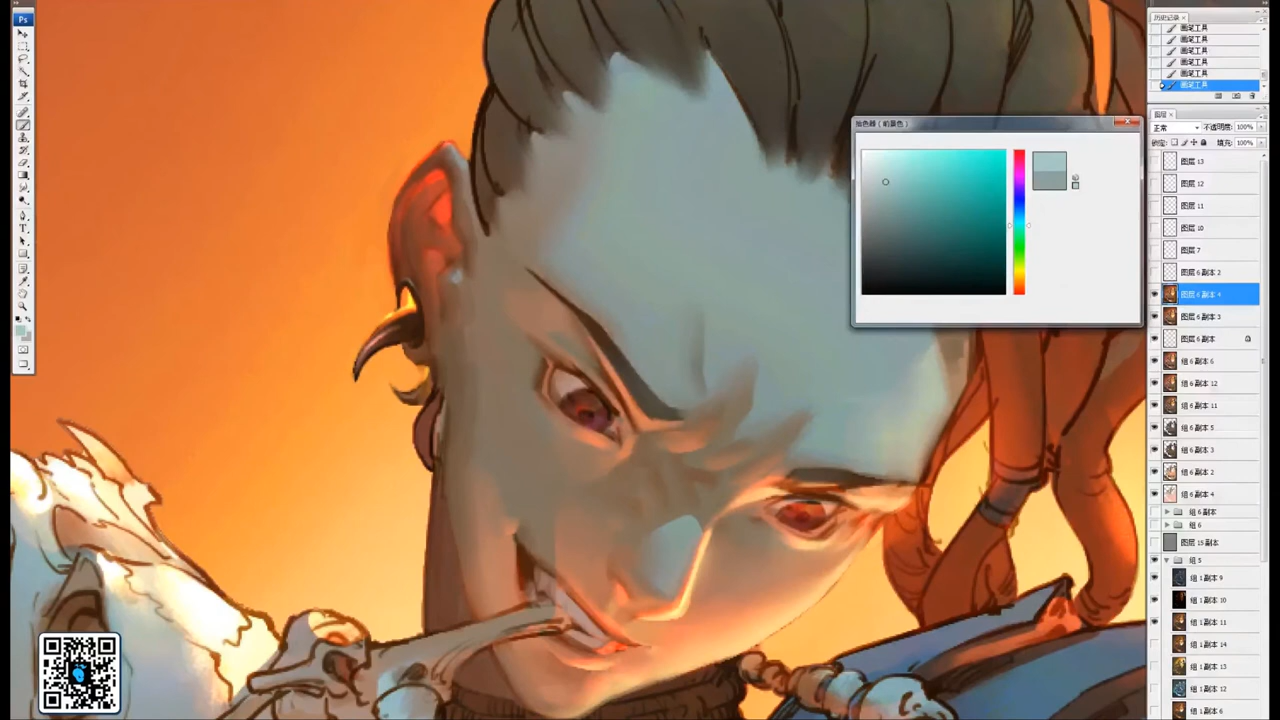 Ps
历史记录
画笔工具
画笔工具
画笔工具
画笔工具
画笔工具
画笔工具
拾色器（前景色）
图层
正常
不透明度: 100%
锁定:
填充: 100%
图层 13
图层 12
图层 11
图层 10
图层 7
图层 6 副本 2
图层 6 副本 4
图层 6 副本 3
图层 6 副本
组 6 副本 6
组 6 副本 12
组 6 副本 11
组 6 副本 5
组 6 副本 3
组 6 副本 2
组 6 副本 4
组 6 副本
组 6
图层 15 副本
组 5
组 1 副本 9
组 1 副本 10
组 1 副本 11
组 1 副本 14
组 1 副本 13
组 1 副本 12
组 1 副本 6
T